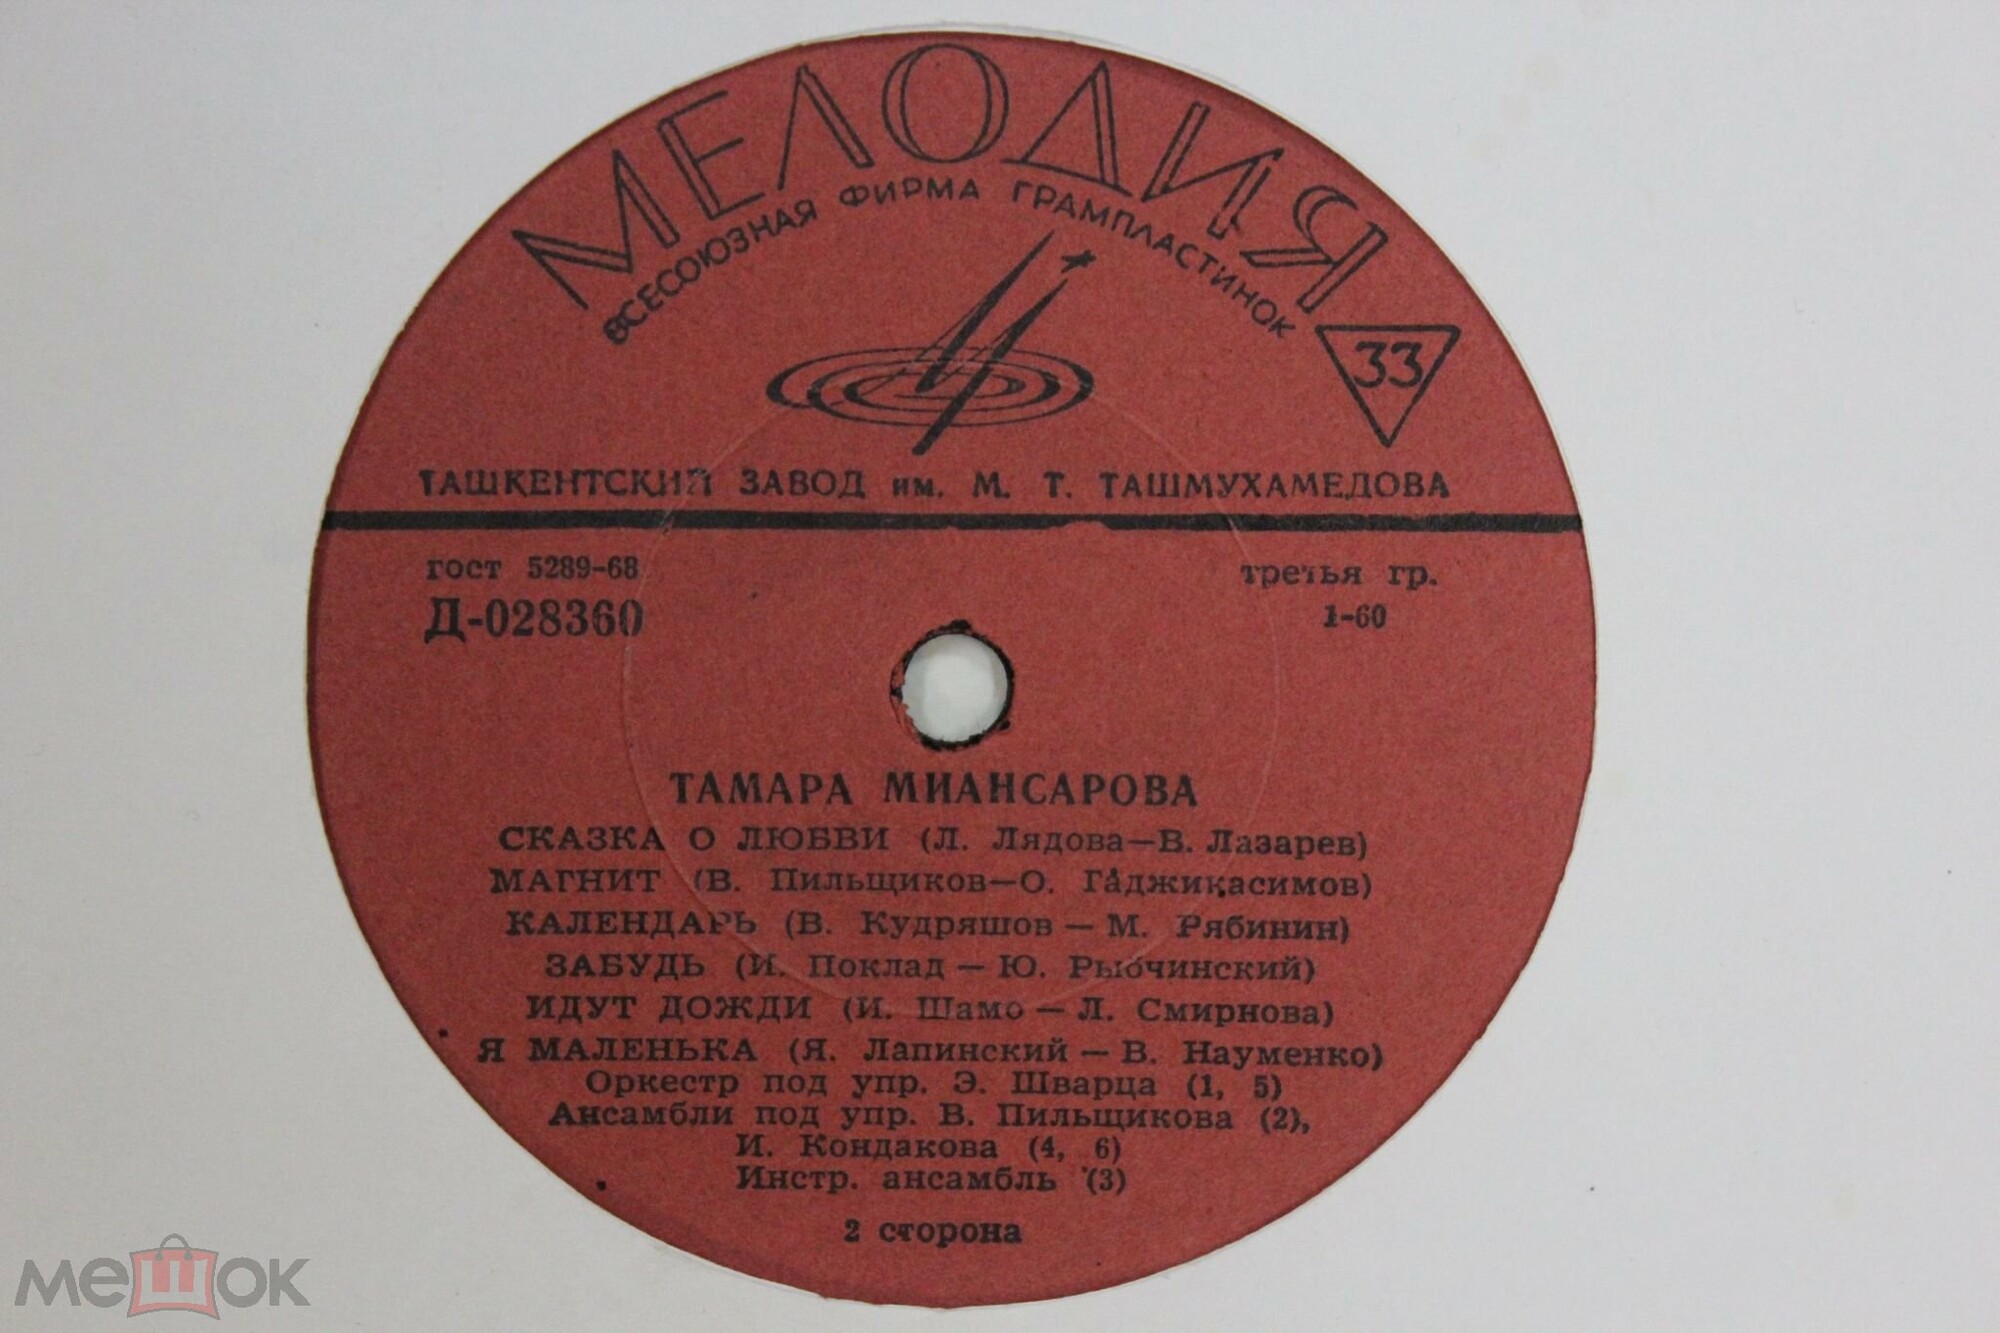 МЕЛОДИЯ
ВСЕСОЮЗНАЯ ФИРМА ГРАМПЛАСТИНОК
33
ТАШКЕНТСКИЙ ЗАВОД им. М. Т. ТАШМУХАМЕДОВА
гост 5289-68
третья гр.
Д-028360
1-60
ТАМАРА МИАНСАРОВА
СКАЗКА О ЛЮБВИ (Л. Лядова—В. Лазарев)
МАГНИТ (В. Пильщиков—О. Гаджикасимов)
КАЛЕНДАРЬ (В. Кудряшов — М. Рябинин)
ЗАБУДЬ (И. Поклад — Ю. Рыбчинский)
ИДУТ ДОЖДИ (И. Шамо — Л. Смирнова)
Я МАЛЕНЬКА (Я. Лапинский — В. Науменко)
Оркестр под упр. Э. Шварца (1, 5)
Ансамбли под упр. В. Пильщикова (2),
И. Кондакова (4, 6)
Инстр. ансамбль (3)
2 сторона
мешок